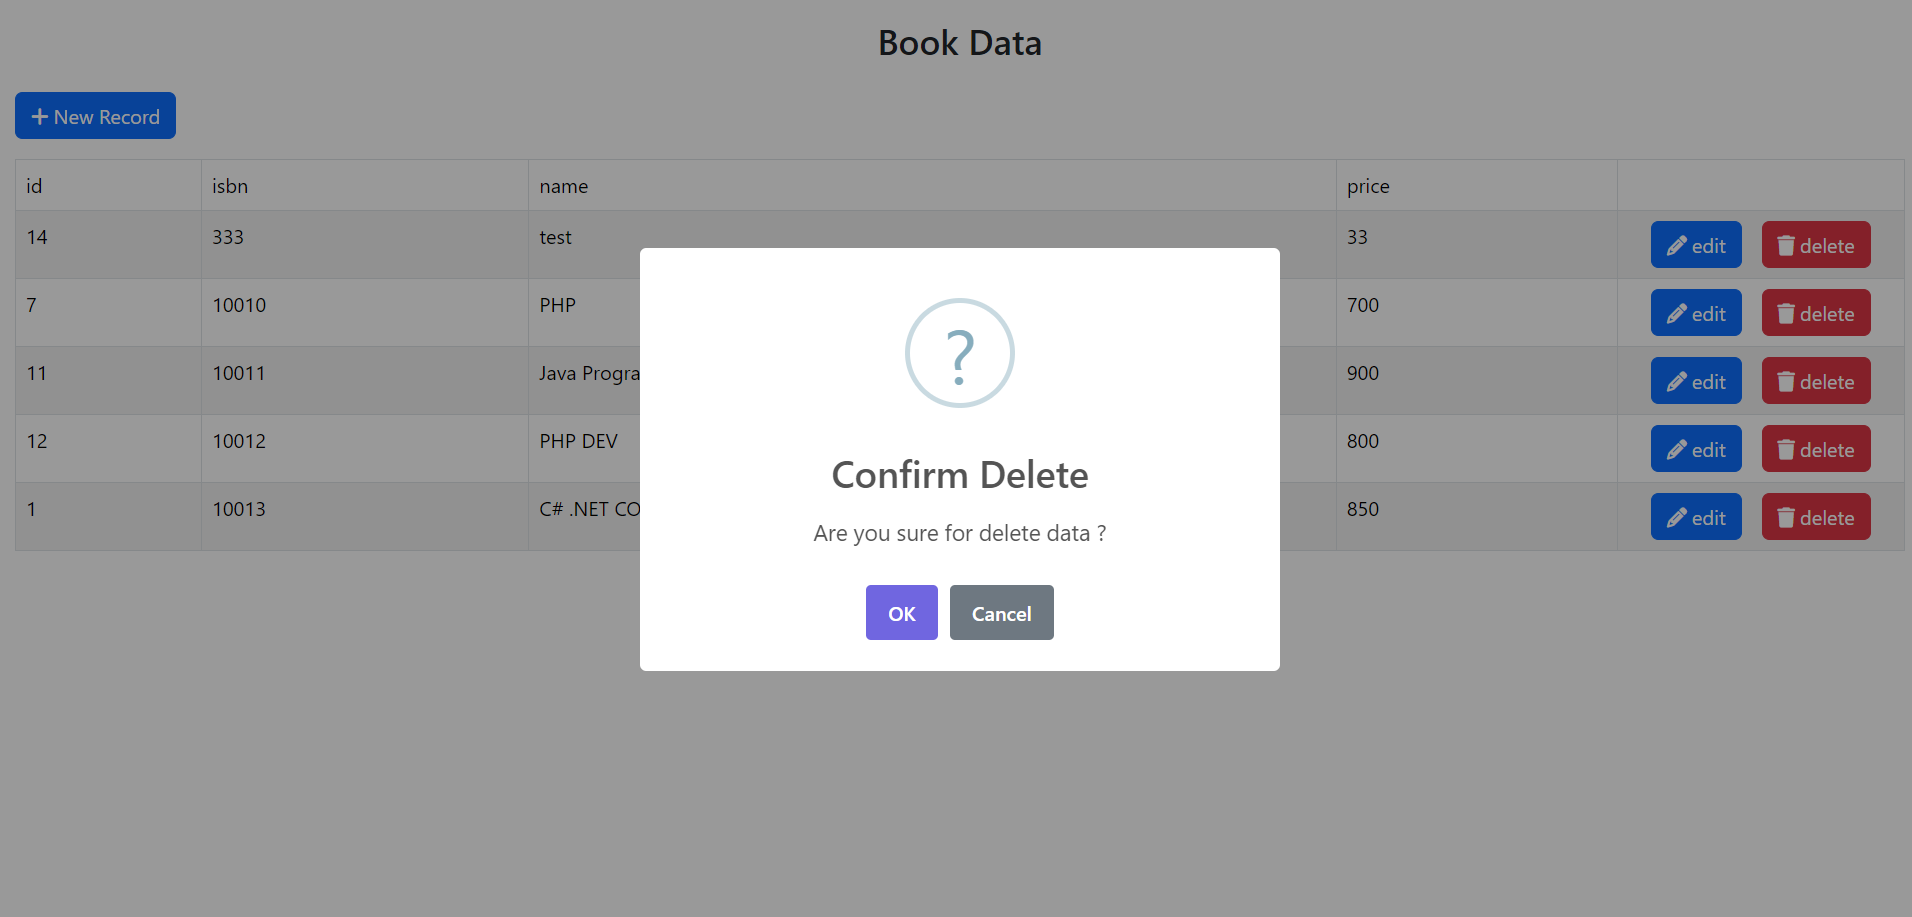 Book Data
New Record
id isbn name price
14 333 test 33 edit delete
7 10010 PHP 700 edit delete
11 10011 Java 900 edit delete
12 10012 PHP DEV 800 edit delete
1 10013 C# .NET 850 edit delete
?
Confirm Delete
Are you sure for delete data ?
OK Cancel